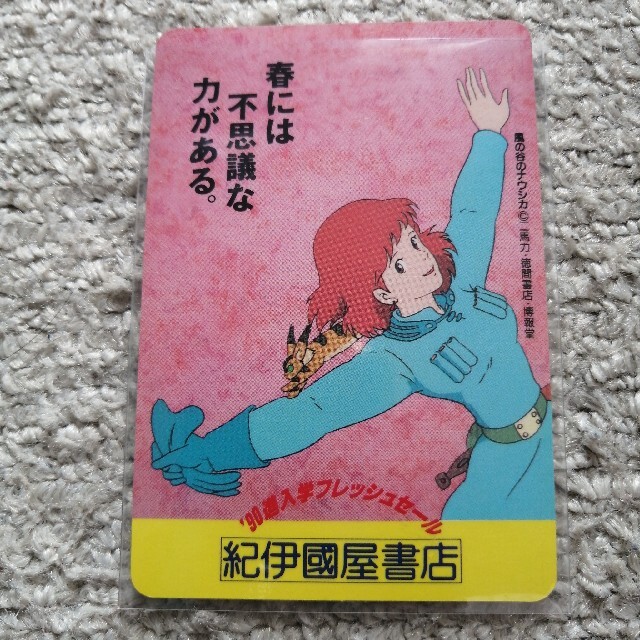 春には
不思議な
力がある。
風の谷のナウシカ© 二馬力・徳間書店・博報堂
'90進入学フレッシュセール
紀伊國屋書店